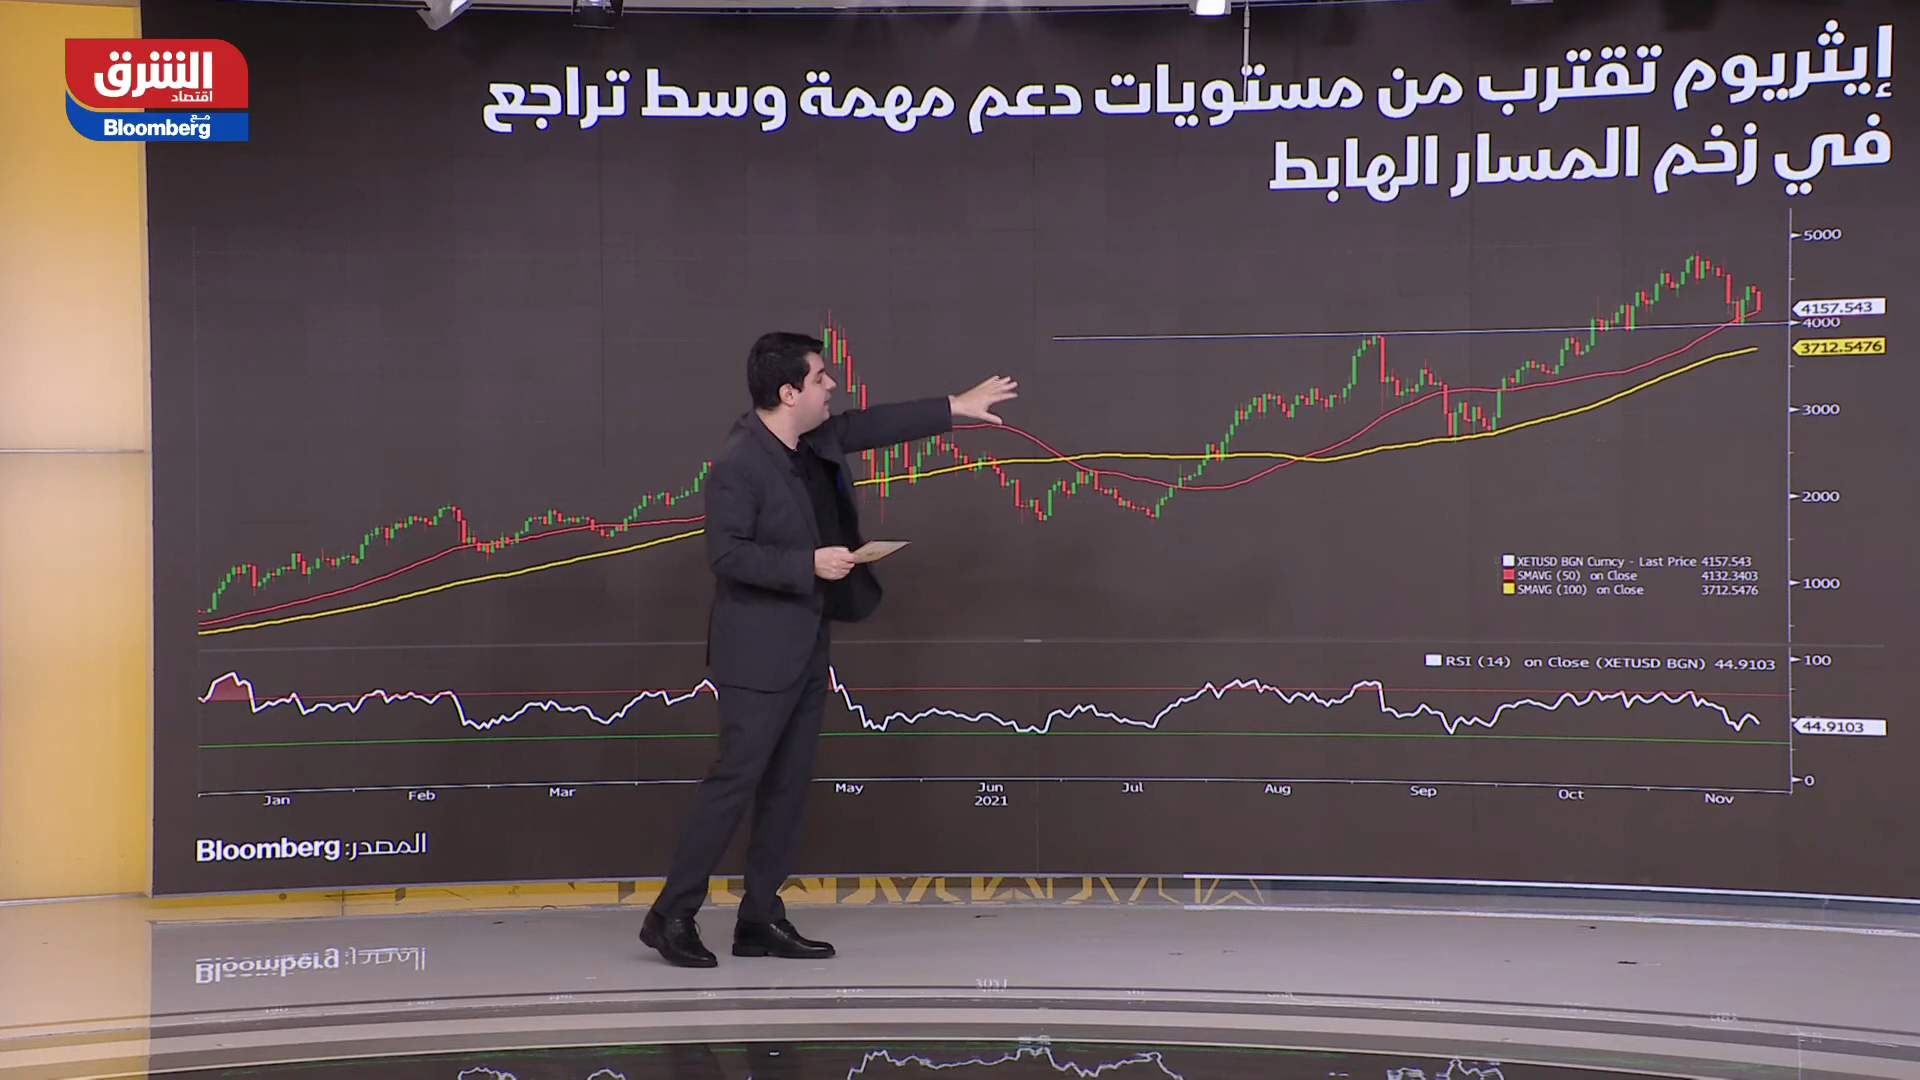 الشرق
اقتصاد
مع
Bloomberg
إيثريوم تقترب من مستويات دعم مهمة وسط تراجع
في زخم المسار الهابط
5000
4157.543
4000
3712.5476
3000
2000
1000
XETUSD BGN Curncy - Last Price 4157.543
SMAVG (50) on Close 4132.3403
SMAVG (100) on Close 3712.5476
RSI (14) on Close (XETUSD BGN) 44.9103
100
44.9103
0
Jan Feb Mar May Jun Jul Aug Sep Oct Nov
2021
المصدر: Bloomberg